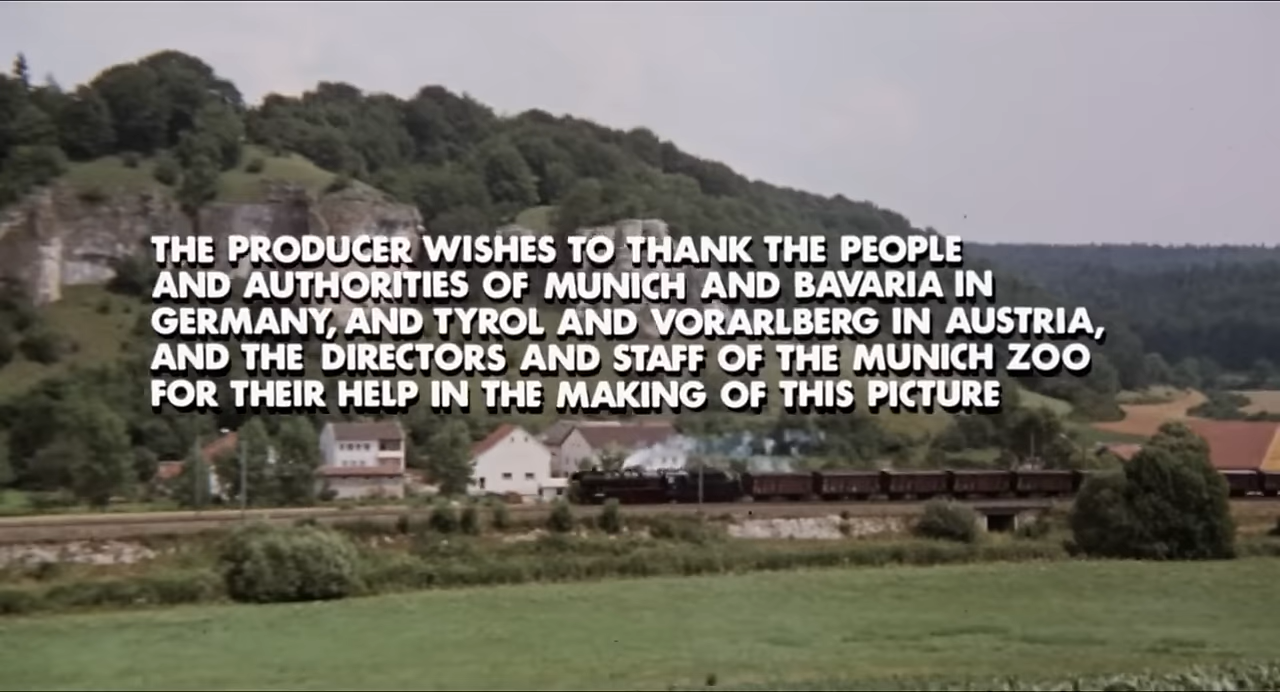 THE PRODUCER WISHES TO THANK THE PEOPLE
AND AUTHORITIES OF MUNICH AND BAVARIA IN
GERMANY, AND TYROL AND VORARLBERG IN AUSTRIA,
AND THE DIRECTORS AND STAFF OF THE MUNICH ZOO
FOR THEIR HELP IN THE MAKING OF THIS PICTURE